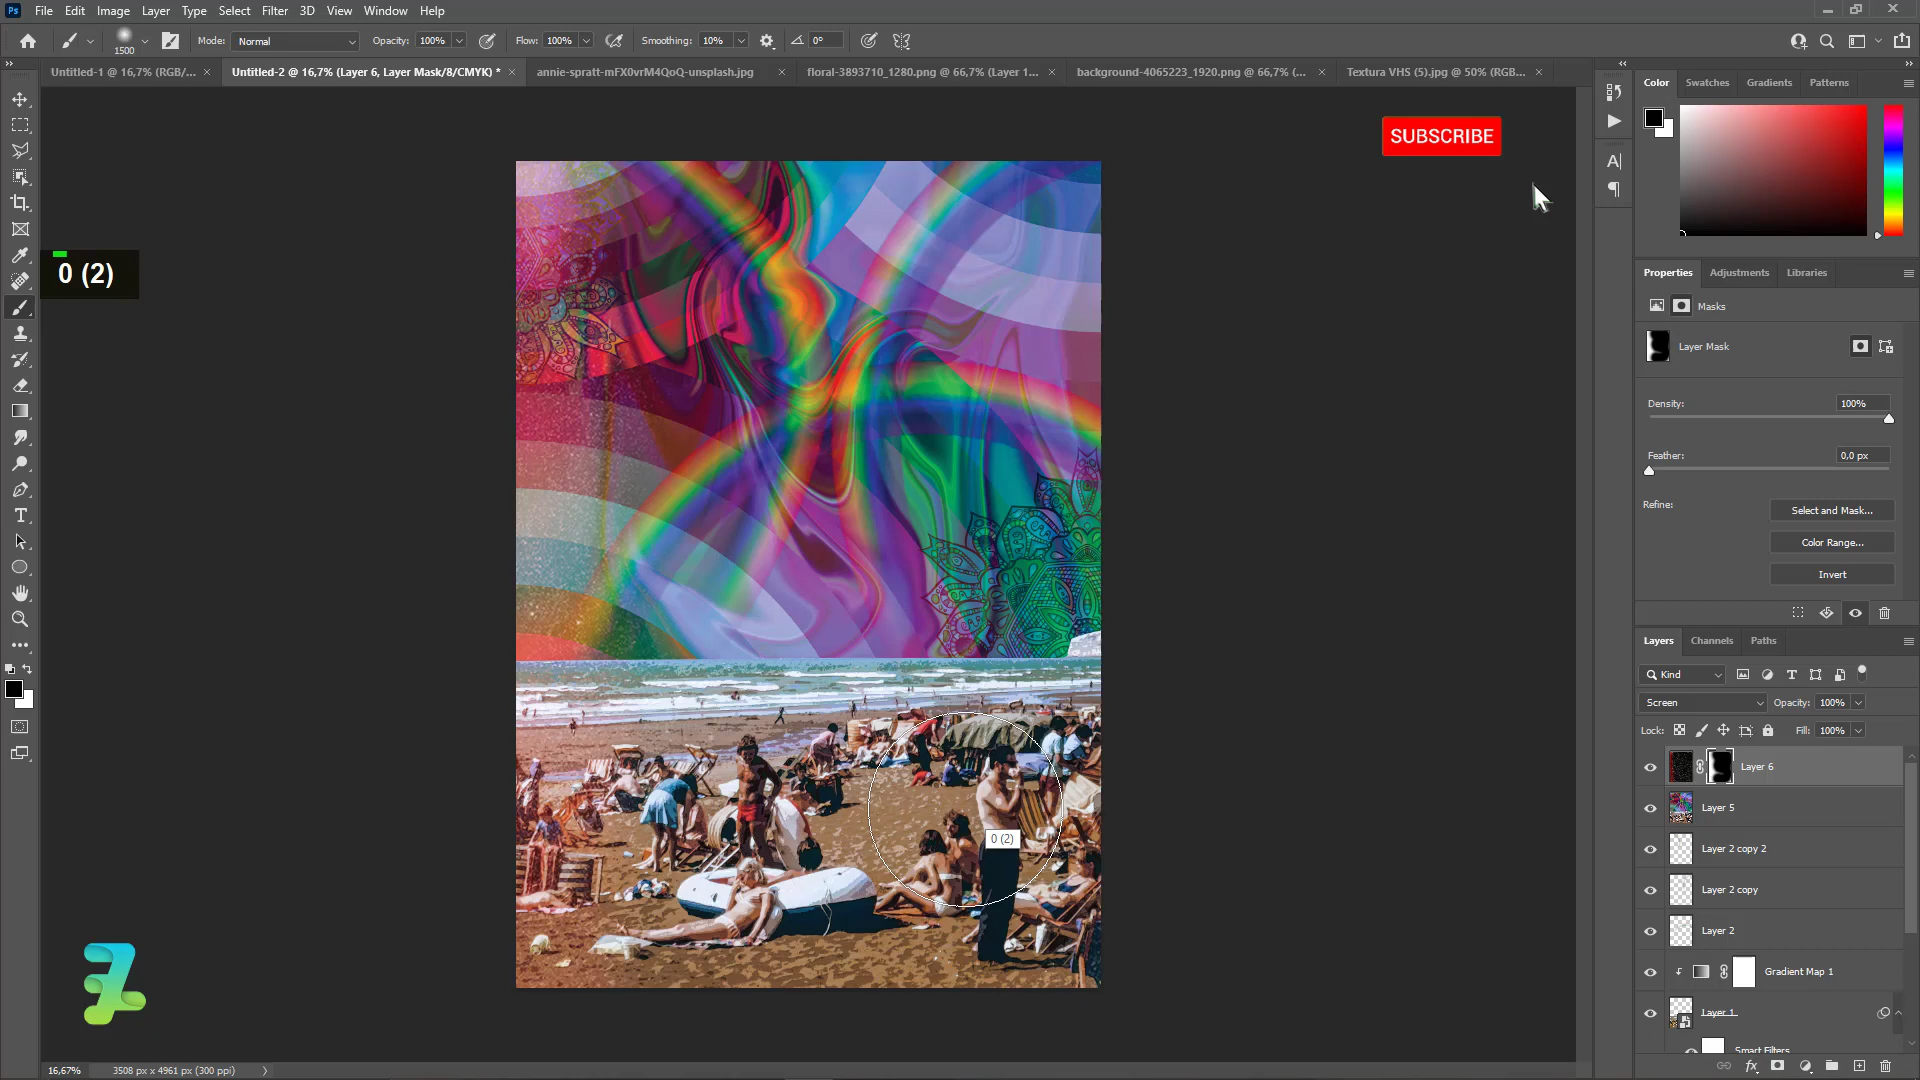 Ps File Edit Image Layer Type Select Filter 3D View Window Help
1500 Mode: Normal Opacity: 100% Flow: 100% Smoothing: 10% 0°
Untitled-1 @ 16,7% (RGB/... × Untitled-2 @ 16,7% (Layer 6, Layer Mask/8/CMYK) * × annie-spratt-mFX0vrM4QoQ-unsplash.jpg × floral-3893710_1280.png @ 66,7% (Layer 1... × background-4065223_1920.png @ 66,7% (... × Textura VHS (5).jpg @ 50% (RGB... ×
Color Swatches Gradients Patterns
SUBSCRIBE
0 (2)
Properties Adjustments Libraries
Masks
Layer Mask
Density: 100%
Feather: 0,0 px
Refine: Select and Mask...
Color Range...
Invert
Layers Channels Paths
Kind
Screen Opacity: 100%
Lock: Fill: 100%
Layer 6
Layer 5
0 (2)
Layer 2 copy 2
Layer 2 copy
Layer 2
Gradient Map 1
Layer 1
Smart Filters
16,67% 3508 px x 4961 px (300 ppi)